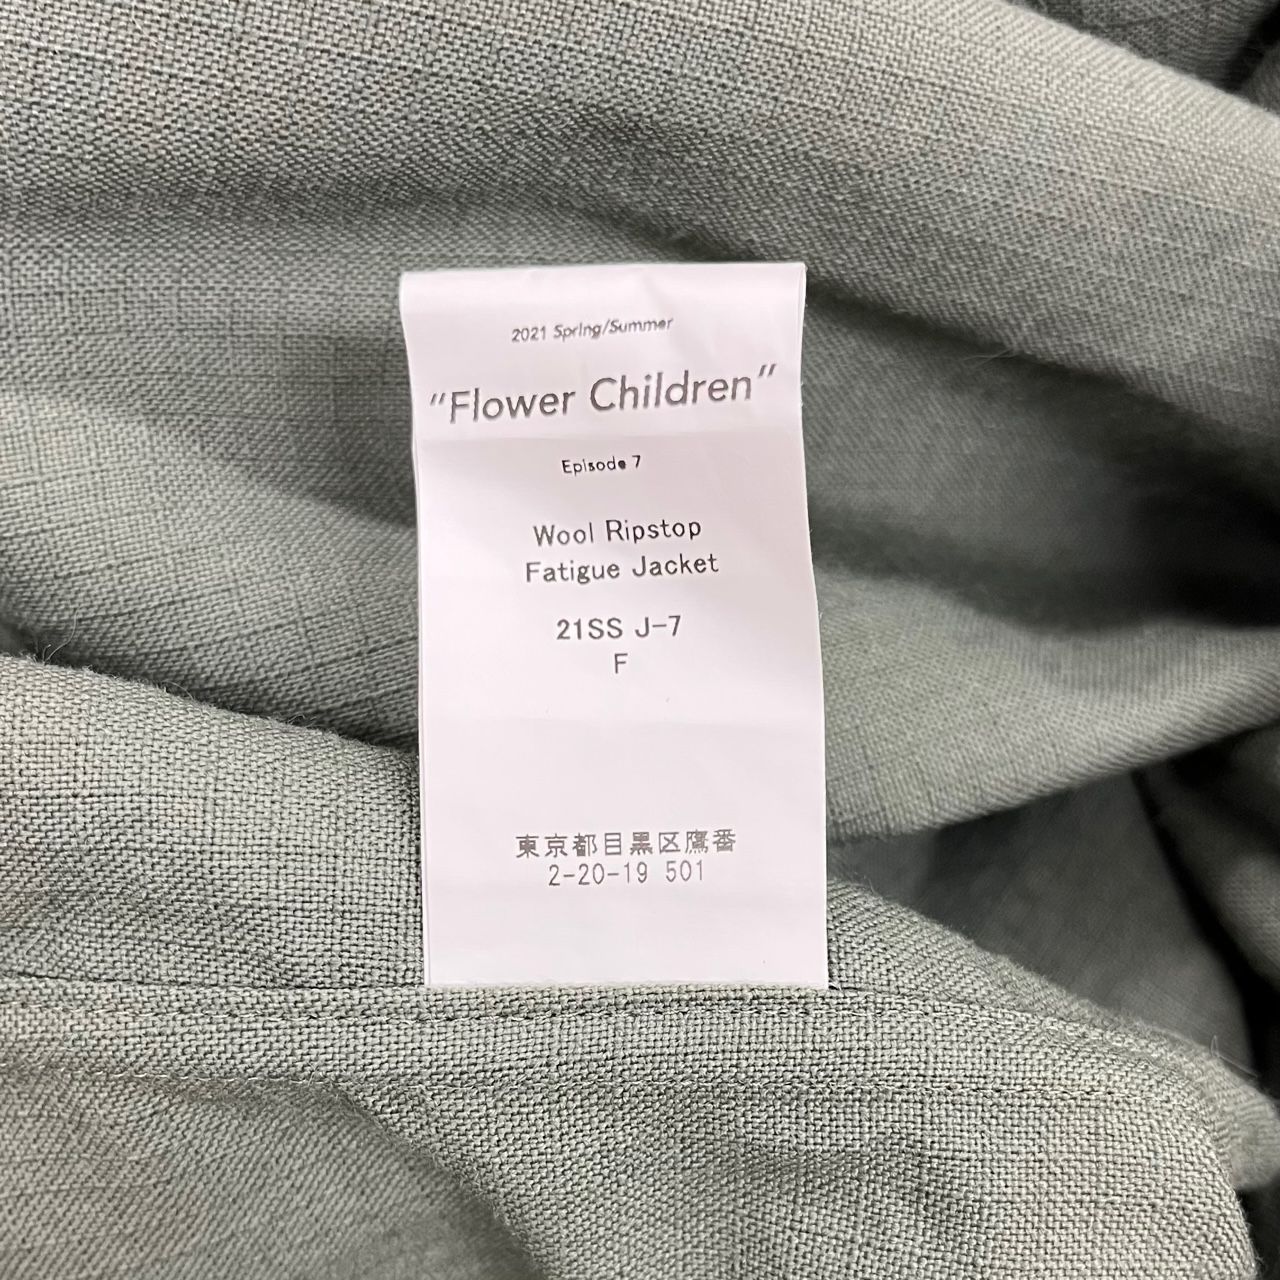 2021 Spring/Summer
"Flower Children"
Episode 7
Wool Ripstop
Fatigue Jacket
21SS J-7
F
東京都目黒区鷹番
2-20-19 501